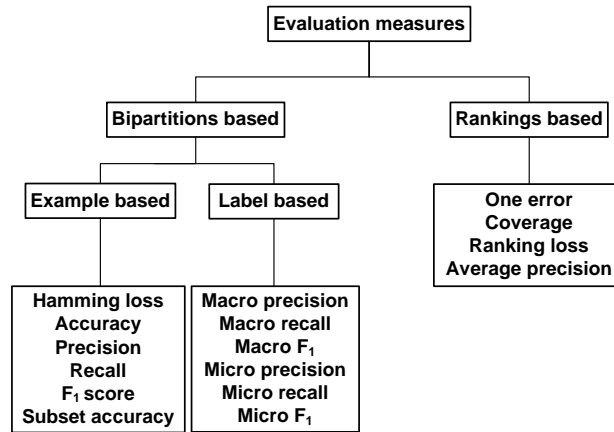 Evaluation measures
Bipartitions based
Rankings based
Example based
Label based
One error
Coverage
Ranking loss
Average precision
Hamming loss
Accuracy
Precision
Recall
F₁ score
Subset accuracy
Macro precision
Macro recall
Macro F₁
Micro precision
Micro recall
Micro F₁